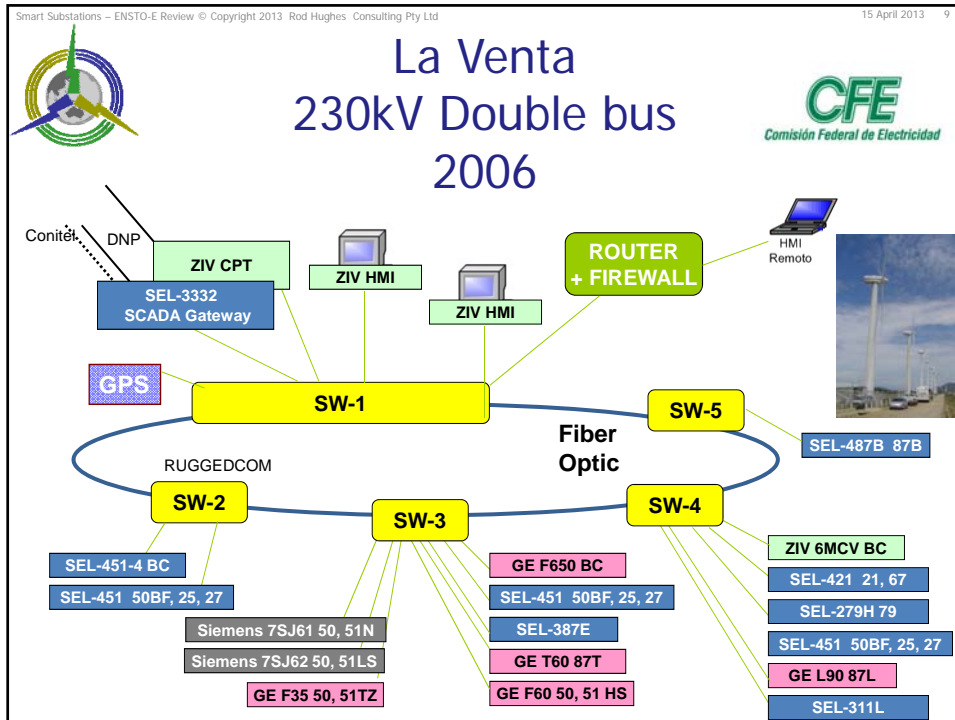 Smart Substations – ENSTO-E Review © Copyright 2013 Rod Hughes Consulting Pty Ltd
15 April 2013 9
La Venta
230kV Double bus
2006
CFE
Comisión Federal de Electricidad
Conitel
DNP
ZIV CPT
SEL-3332
SCADA Gateway
ZIV HMI
ZIV HMI
ROUTER
+ FIREWALL
HMI
Remoto
GPS
SW-1
SW-5
Fiber
Optic
SEL-487B 87B
RUGGEDCOM
SW-2
SW-3
SW-4
SEL-451-4 BC
SEL-451 50BF, 25, 27
Siemens 7SJ61 50, 51N
Siemens 7SJ62 50, 51LS
GE F35 50, 51TZ
GE F650 BC
SEL-451 50BF, 25, 27
SEL-387E
GE T60 87T
GE F60 50, 51 HS
ZIV 6MCV BC
SEL-421 21, 67
SEL-279H 79
SEL-451 50BF, 25, 27
GE L90 87L
SEL-311L